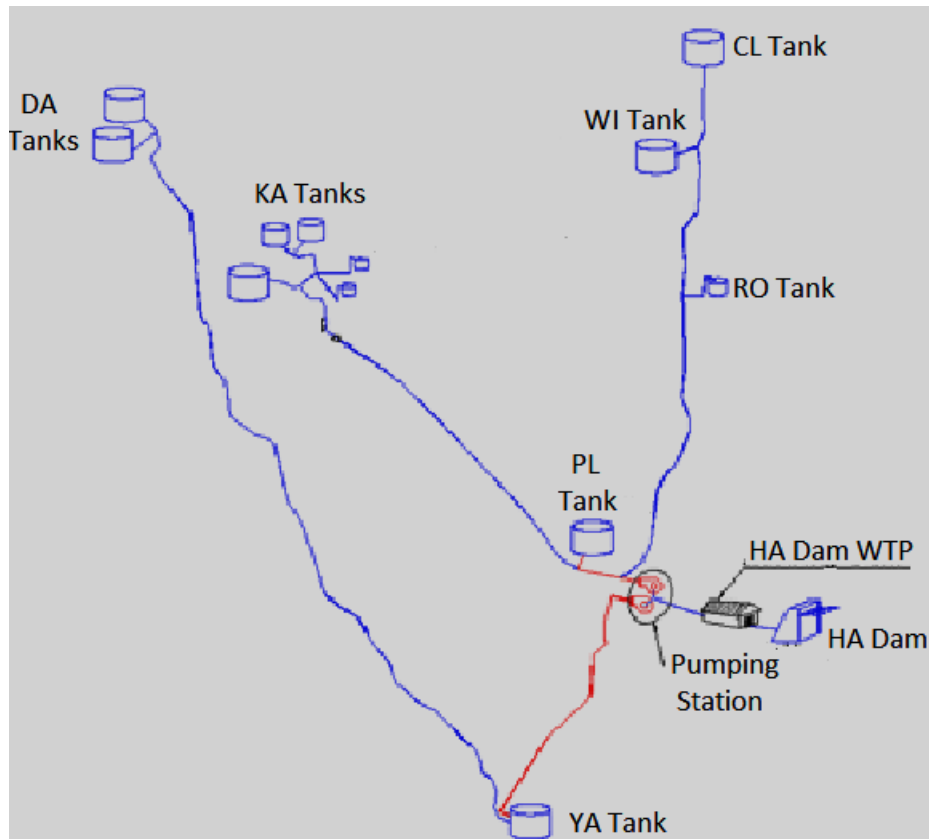 CL Tank
DA
Tanks
WI Tank
KA Tanks
RO Tank
PL
Tank
HA Dam WTP
HA Dam
Pumping
Station
YA Tank